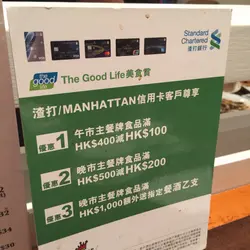 Standard
Chartered
渣打銀行
the
good
life
The Good Life美食賞
渣打/MANHATTAN信用卡客戶尊享
優惠1 午市主餐牌食品滿
HK$400減HK$100
優惠2 晚市主餐牌食品滿
HK$500減HK$200
優惠3 晚市主餐牌食品滿
HK$1,000額外送指定餐酒乙支